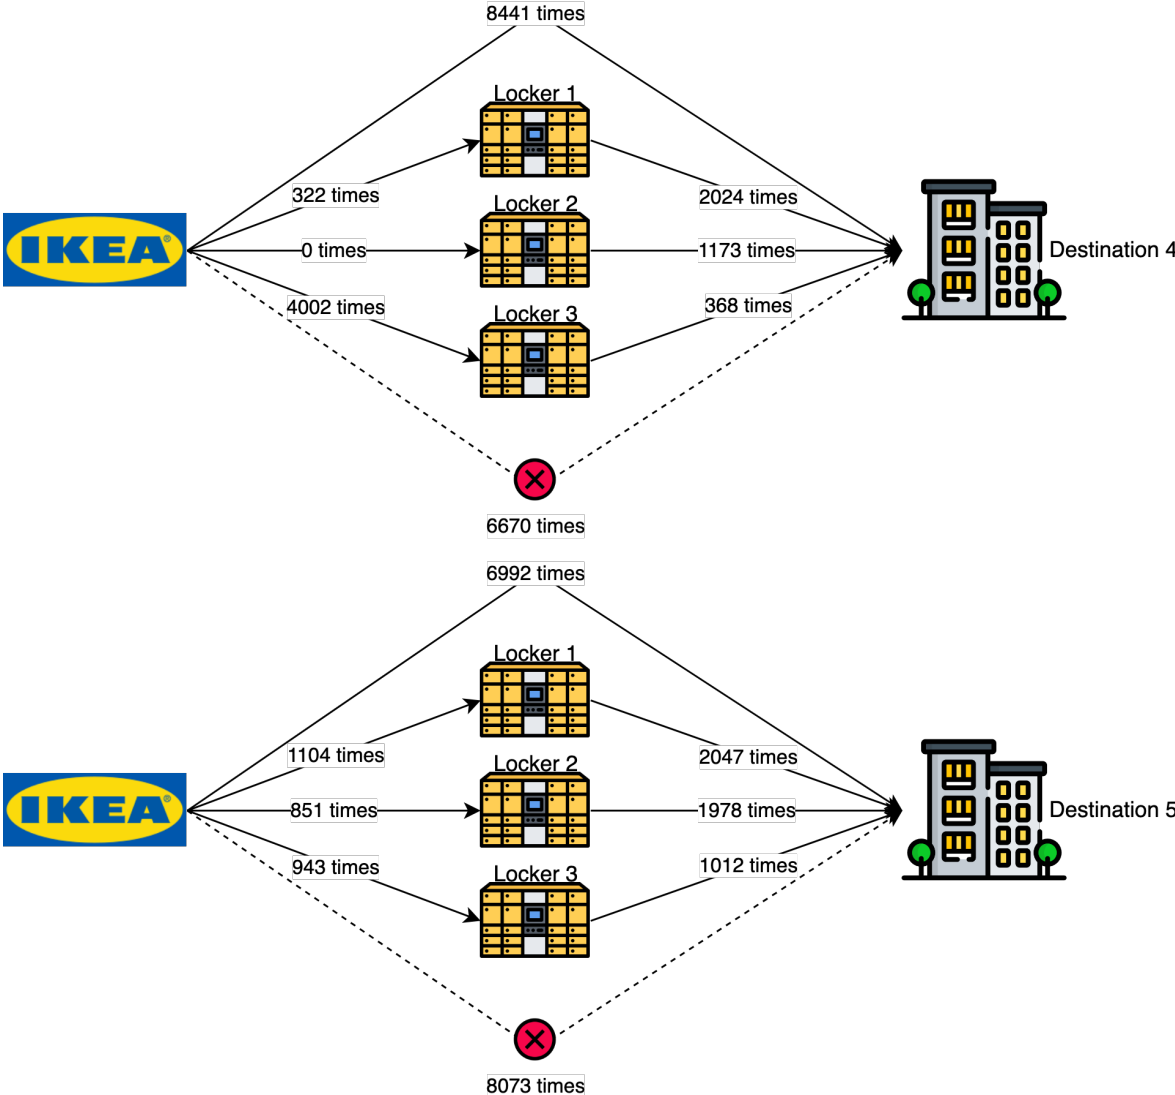 8441 times
Locker 1
322 times
2024 times
Locker 2
IKEA®
0 times
1173 times
Destination 4
Locker 3
4002 times
368 times
6670 times
6992 times
Locker 1
1104 times
2047 times
Locker 2
IKEA®
851 times
1978 times
Destination 5
Locker 3
943 times
1012 times
8073 times